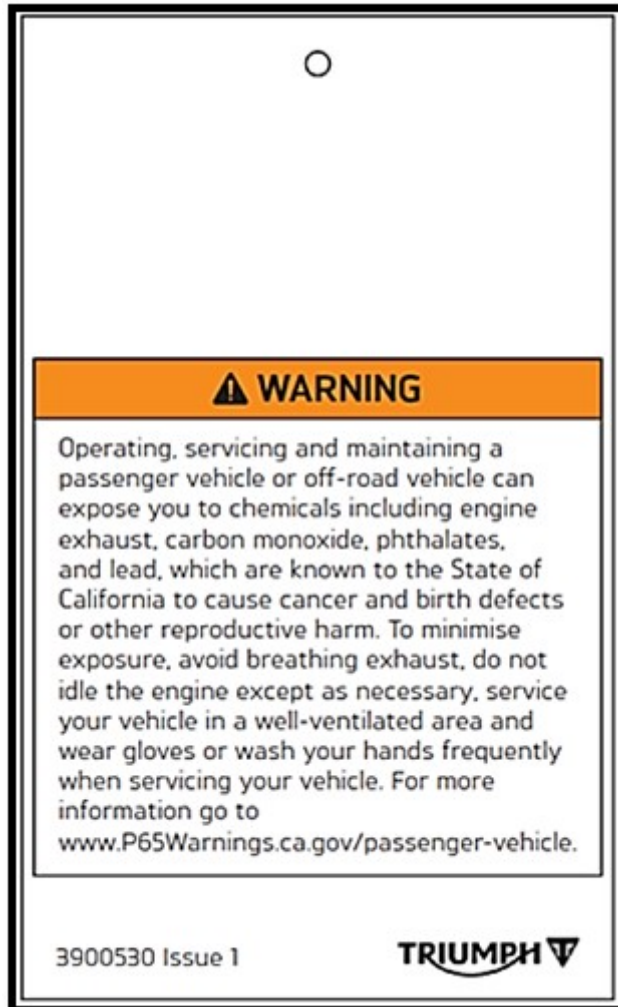 WARNING
Operating, servicing and maintaining a
passenger vehicle or off-road vehicle can
expose you to chemicals including engine
exhaust, carbon monoxide, phthalates,
and lead, which are known to the State of
California to cause cancer and birth defects
or other reproductive harm. To minimise
exposure, avoid breathing exhaust, do not
idle the engine except as necessary, service
your vehicle in a well-ventilated area and
wear gloves or wash your hands frequently
when servicing your vehicle. For more
information go to
www.P65Warnings.ca.gov/passenger-vehicle.
3900530 Issue 1
TRIUMPH